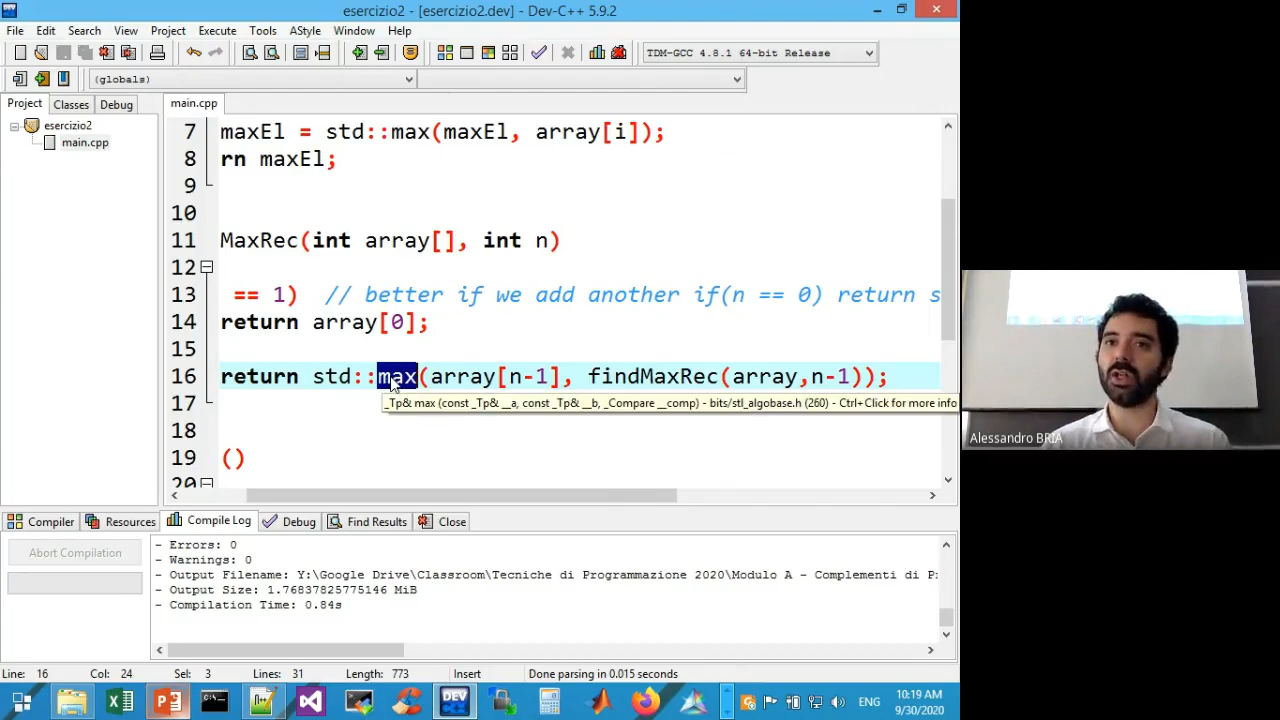 esercizio2 - [esercizio2.dev] - Dev-C++ 5.9.2
File Edit Search View Project Execute Tools AStyle Window Help
TDM-GCC 4.8.1 64-bit Release
(globals)
Project Classes Debug
main.cpp
esercizio2
main.cpp
7 maxEl = std::max(maxEl, array[i]);
8 rn maxEl;
9
10
11 MaxRec(int array[], int n)
12
13 == 1) // better if we add another if(n == 0) return s
14 return array[0];
15
16 return std::max(array[n-1], findMaxRec(array,n-1));
_Tp& max (const _Tp& __a, const _Tp& __b, _Compare __comp) - bits/stl_algobase.h (260) - Ctrl+Click for more info
17
18
19 ()
20
Alessandro BRIA
Compiler Resources Compile Log Debug Find Results Close
Abort Compilation
- Errors: 0
- Warnings: 0
- Output Filename: Y:\Google Drive\Classroom\Tecniche di Programmazione 2020\Modulo A - Complementi di P
- Output Size: 1.76837825775146 MiB
- Compilation Time: 0.84s
Line: 16 Col: 24 Sel: 3 Lines: 31 Length: 773 Insert Done parsing in 0.015 seconds
DEV
ENG
10:19 AM
9/30/2020